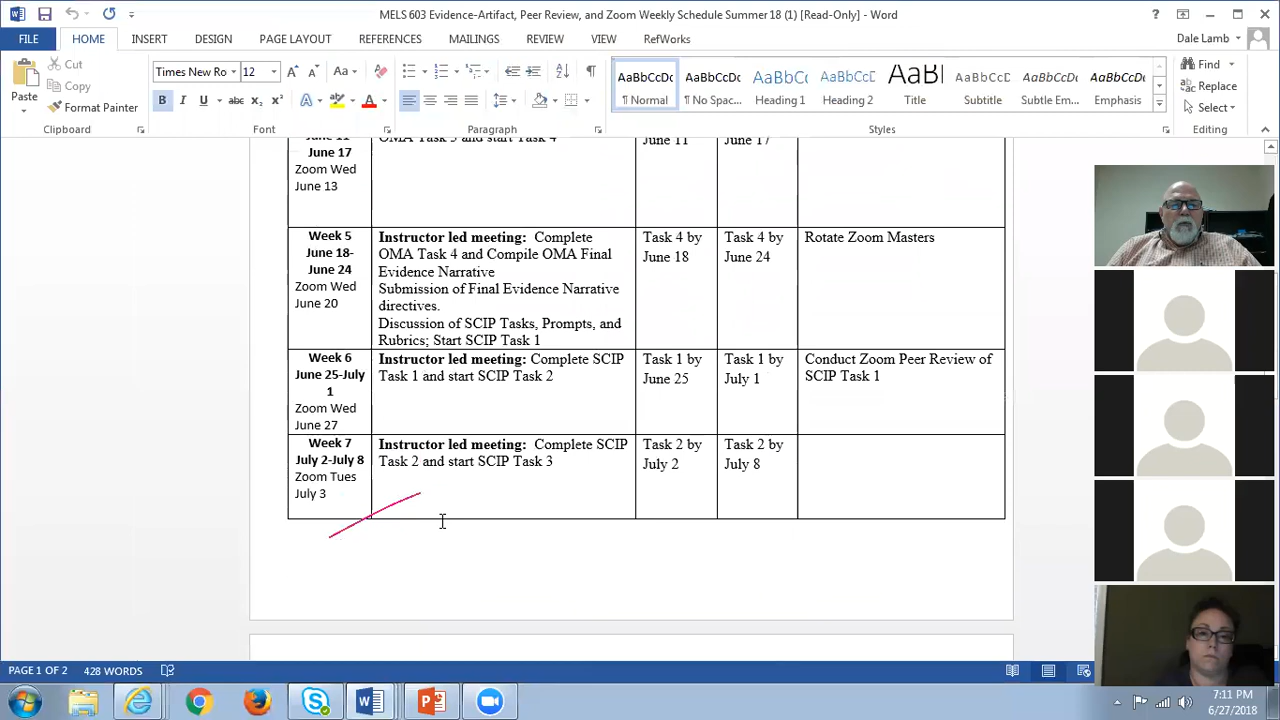 MELS 603 Evidence-Artifact, Peer Review, and Zoom Weekly Schedule Summer 18 (1) [Read-Only] - Word
FILE HOME INSERT DESIGN PAGE LAYOUT REFERENCES MAILINGS REVIEW VIEW RefWorks Dale Lamb
Paste
Cut
Copy
Format Painter
Clipboard
Times New Ro 12
Font
Paragraph
AaBbCcDc AaBbCcDc AaBbCc AaBbCc AaBl AaBbCcD AaBbCcDc AaBbCcDc
¶ Normal ¶ No Spac... Heading 1 Heading 2 Title Subtitle Subtle Em... Emphasis
Styles
Find
Replace
Select
Editing
June 17
Zoom Wed
June 13
OMA Task 3 and start Task 4
June 11
June 17
Week 5
June 18-
June 24
Zoom Wed
June 20
Instructor led meeting: Complete
OMA Task 4 and Compile OMA Final
Evidence Narrative
Submission of Final Evidence Narrative
directives.
Discussion of SCIP Tasks, Prompts, and
Rubrics; Start SCIP Task 1
Task 4 by
June 18
Task 4 by
June 24
Rotate Zoom Masters
Week 6
June 25-July
1
Zoom Wed
June 27
Instructor led meeting: Complete SCIP
Task 1 and start SCIP Task 2
Task 1 by
June 25
Task 1 by
July 1
Conduct Zoom Peer Review of
SCIP Task 1
Week 7
July 2-July 8
Zoom Tues
July 3
Instructor led meeting: Complete SCIP
Task 2 and start SCIP Task 3
Task 2 by
July 2
Task 2 by
July 8
PAGE 1 OF 2 428 WORDS
7:11 PM
6/27/2018